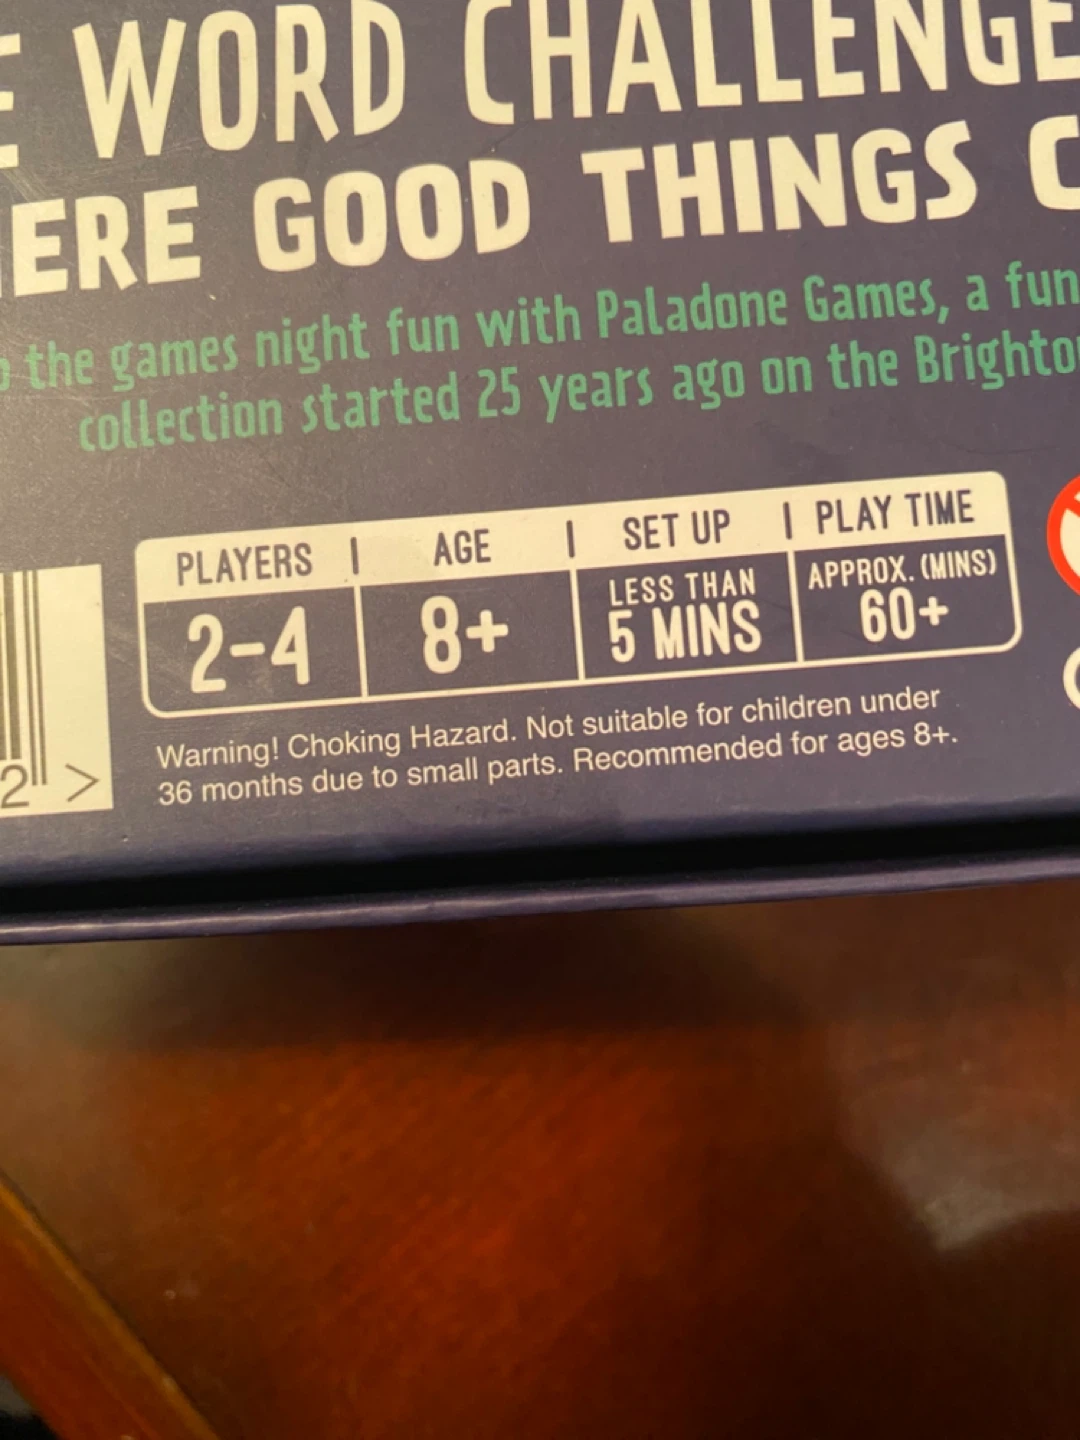 WORD CHALLENGE
ERE GOOD THINGS C
the games night fun with Paladone Games, a fun
collection started 25 years ago on the Brighto
PLAYERS | AGE | SET UP | PLAY TIME
2-4 8+ LESS THAN 5 MINS APPROX. (MINS) 60+
Warning! Choking Hazard. Not suitable for children under
36 months due to small parts. Recommended for ages 8+.
2 >